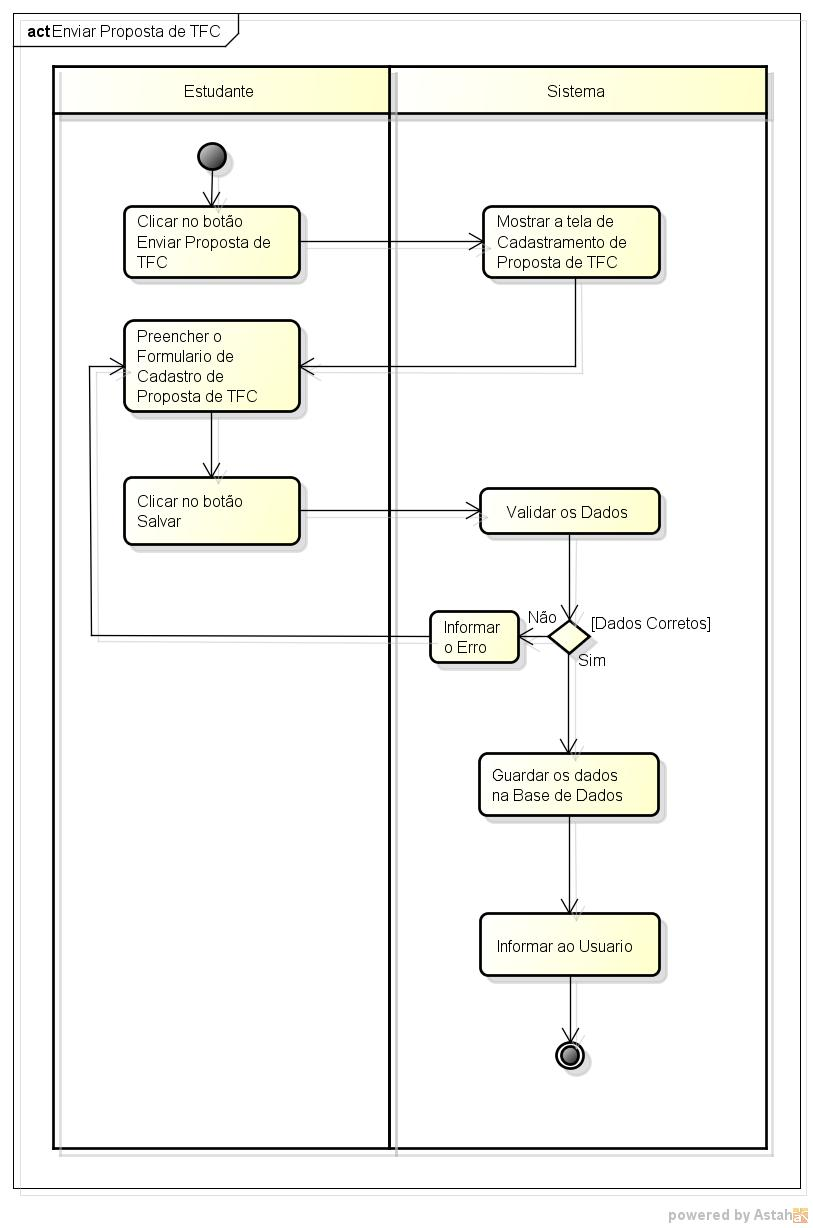 act Enviar Proposta de TFC
Estudante
Sistema
Clicar no botão
Enviar Proposta de
TFC
Mostrar a tela de
Cadastramento de
Proposta de TFC
Preencher o
Formulario de
Cadastro de
Proposta de TFC
Clicar no botão
Salvar
Validar os Dados
Não
[Dados Corretos]
Informar
o Erro
Sim
Guardar os dados
na Base de Dados
Informar ao Usuario
powered by Astah